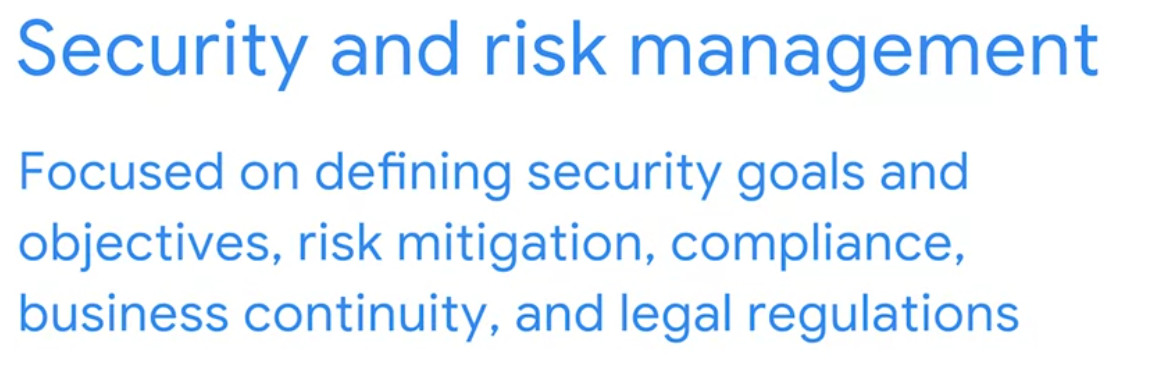 Security and risk management
Focused on defining security goals and
objectives, risk mitigation, compliance,
business continuity, and legal regulations